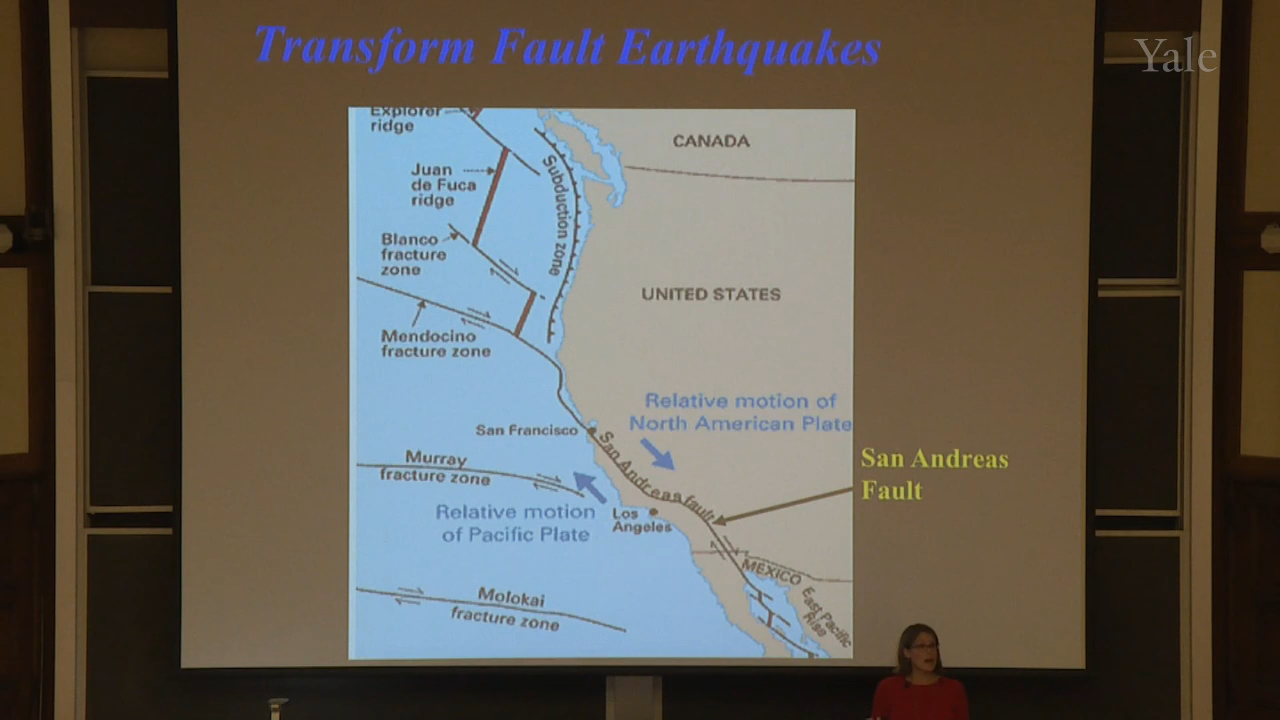 Transform Fault Earthquakes
Yale
Explorer
ridge
CANADA
Juan
de Fuca
ridge
Subduction zone
Blanco
fracture
zone
UNITED STATES
Mendocino
fracture zone
Relative motion of
North American Plate
San Francisco
San Andreas fault
San Andreas
Fault
Murray
fracture zone
Relative motion
of Pacific Plate
Los
Angeles
MEXICO
East Pacific
Rise
Molokai
fracture zone